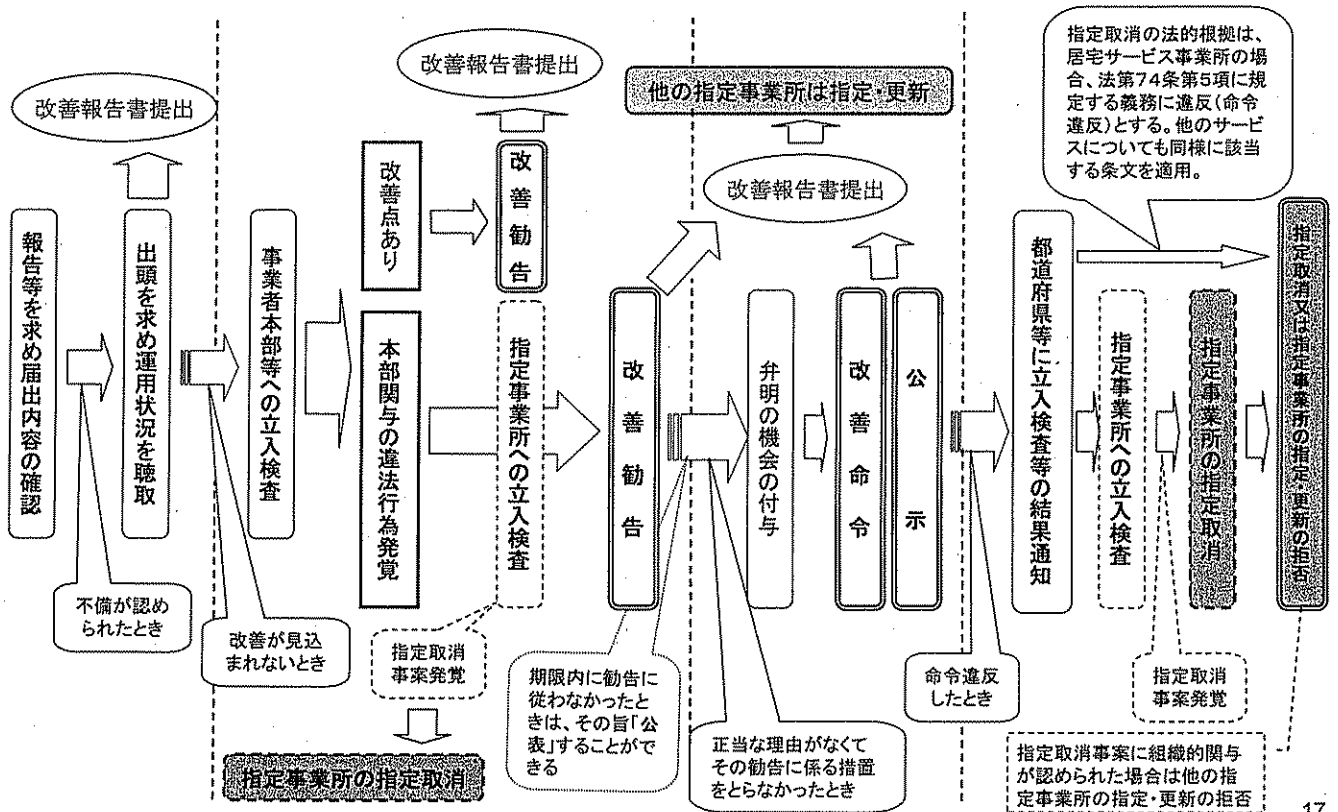 改善報告書提出
報告等を求め届出内容の確認
出頭を求め運用状況を聴取
不備が認め
られたとき
改善が見込
まれないとき
事業者本部等への立入検査
改善点あり
本部関与の違法行為発覚
改善報告書提出
改善勧告
指定事業所への立入検査
指定取消
事案発覚
指定事業所の指定取消
改善勧告
期限内に勧告に
従わなかったと
きは、その旨「公
表」することがで
きる
他の指定事業所は指定・更新
改善報告書提出
弁明の機会の付与
正当な理由がなくて
その勧告に係る措置
をとらなかったとき
改善命令
公示
命令違反
したとき
都道府県等に立入検査等の結果通知
指定取消の法的根拠は、
居宅サービス事業所の場
合、法第74条第5項に規
定する義務に違反(命令
違反)とする。他のサービ
スについても同様に該当
する条文を適用。
指定事業所への立入検査
指定取消
事案発覚
指定事業所の指定取消
指定取消又は指定事業所の指定・更新の拒否
指定取消事案に組織的関与
が認められた場合は他の指
定事業所の指定・更新の拒否
17